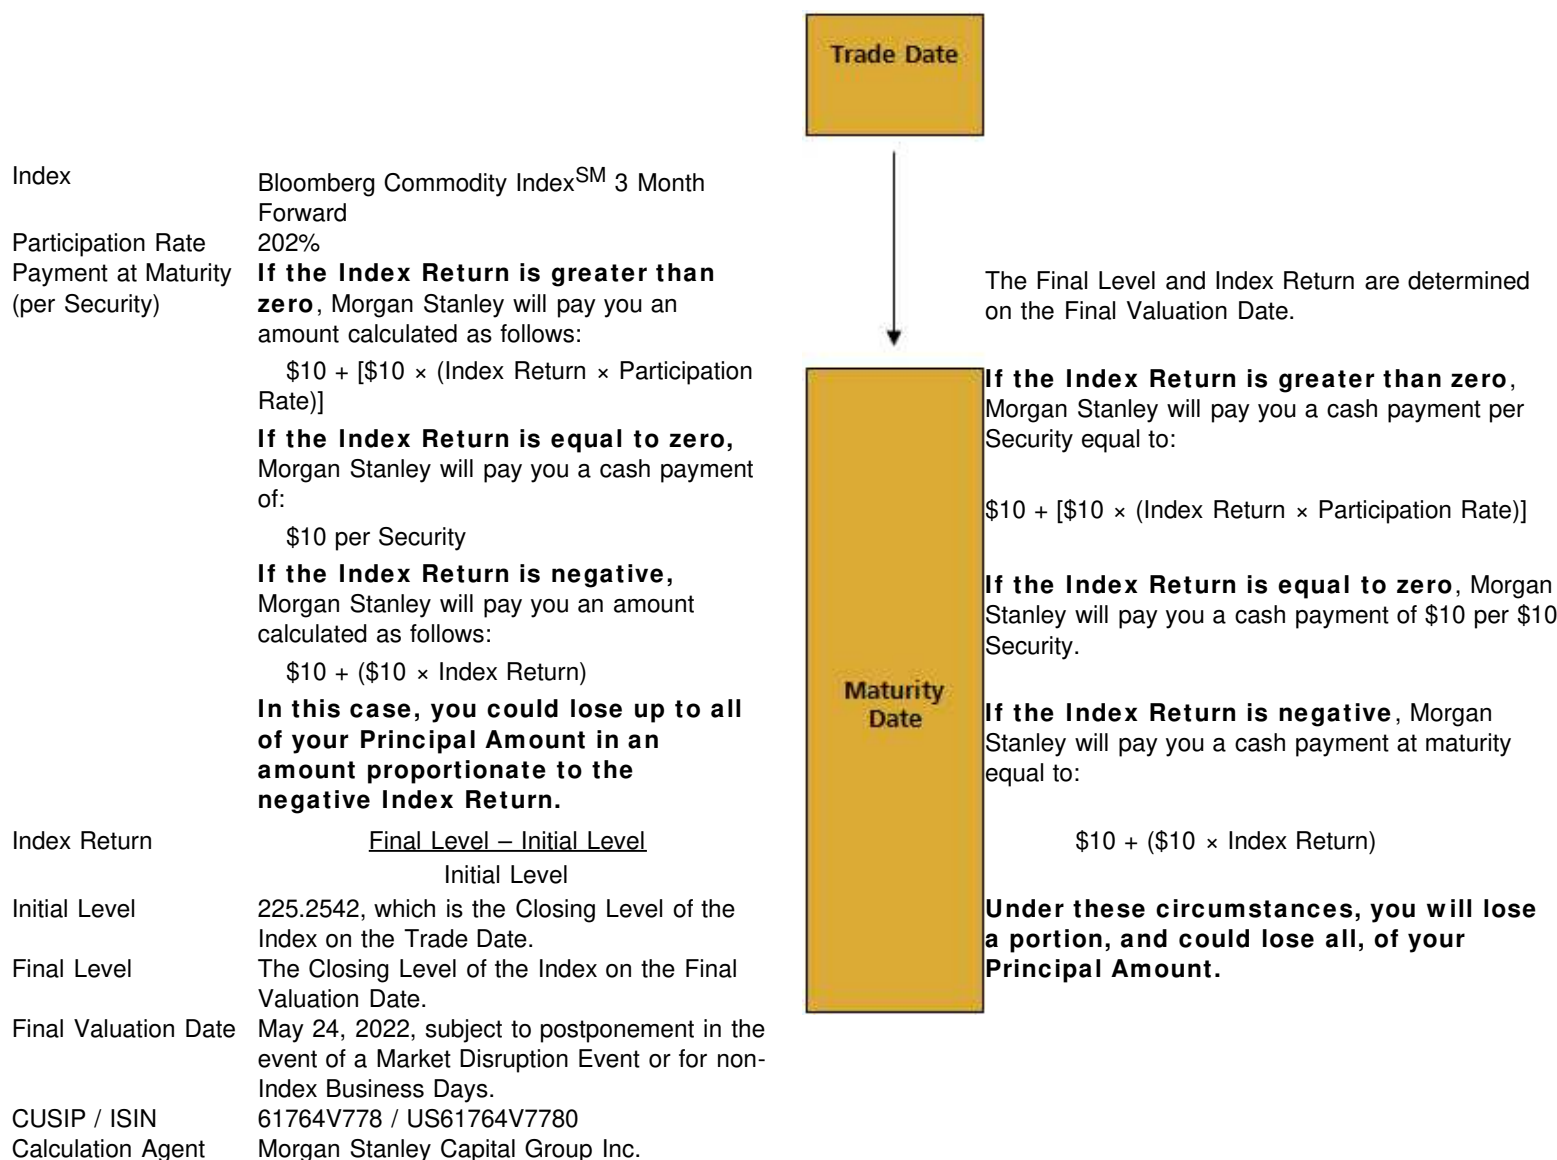 Index
Bloomberg Commodity Index^SM 3 Month
Forward
Participation Rate
202%
Payment at Maturity
(per Security)
If the Index Return is greater than
zero, Morgan Stanley will pay you an
amount calculated as follows:
$10 + [$10 × (Index Return × Participation
Rate)]
If the Index Return is equal to zero,
Morgan Stanley will pay you a cash payment
of:
$10 per Security
If the Index Return is negative,
Morgan Stanley will pay you an amount
calculated as follows:
$10 + ($10 × Index Return)
In this case, you could lose up to all
of your Principal Amount in an
amount proportionate to the
negative Index Return.
Index Return
Final Level – Initial Level
Initial Level
Initial Level
225.2542, which is the Closing Level of the
Index on the Trade Date.
Final Level
The Closing Level of the Index on the Final
Valuation Date.
Final Valuation Date
May 24, 2022, subject to postponement in the
event of a Market Disruption Event or for non-
Index Business Days.
CUSIP / ISIN
61764V778 / US61764V7780
Calculation Agent
Morgan Stanley Capital Group Inc.
Trade Date
Maturity
Date
The Final Level and Index Return are determined
on the Final Valuation Date.
If the Index Return is greater than zero,
Morgan Stanley will pay you a cash payment per
Security equal to:
$10 + [$10 × (Index Return × Participation Rate)]
If the Index Return is equal to zero, Morgan
Stanley will pay you a cash payment of $10 per $10
Security.
If the Index Return is negative, Morgan
Stanley will pay you a cash payment at maturity
equal to:
$10 + ($10 × Index Return)
Under these circumstances, you will lose
a portion, and could lose all, of your
Principal Amount.